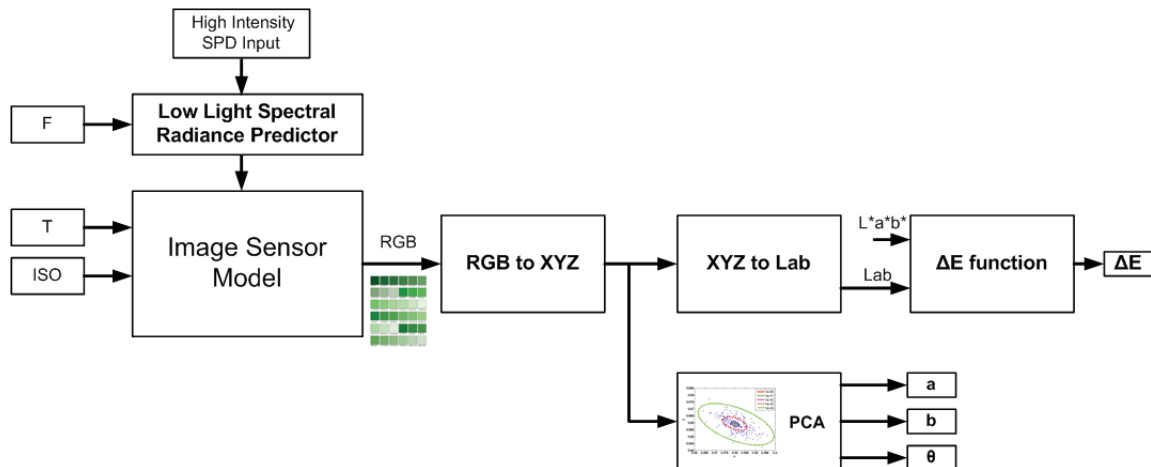 High Intensity
SPD Input
F
Low Light Spectral
Radiance Predictor
T
ISO
Image Sensor
Model
RGB
RGB to XYZ
XYZ to Lab
L*a*b*
Lab
ΔE function
ΔE
PCA
a
b
θ